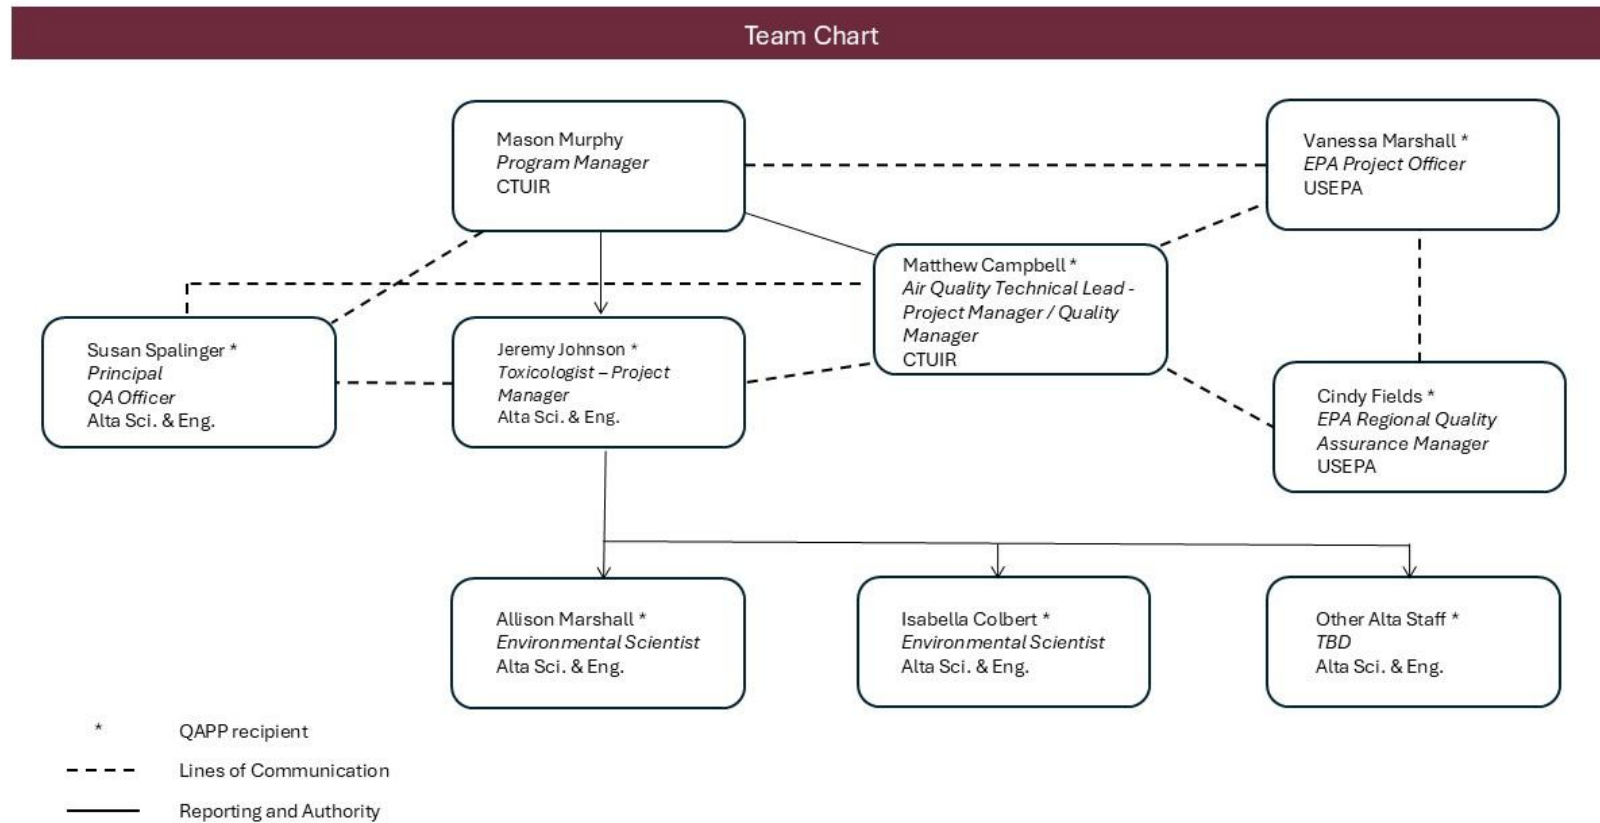 Team Chart
Mason Murphy
Program Manager
CTUIR
Vanessa Marshall *
EPA Project Officer
USEPA
Matthew Campbell *
Air Quality Technical Lead -
Project Manager / Quality
Manager
CTUIR
Susan Spalinger *
Principal
QA Officer
Alta Sci. & Eng.
Jeremy Johnson *
Toxicologist – Project
Manager
Alta Sci. & Eng.
Cindy Fields *
EPA Regional Quality
Assurance Manager
USEPA
Allison Marshall *
Environmental Scientist
Alta Sci. & Eng.
Isabella Colbert *
Environmental Scientist
Alta Sci. & Eng.
Other Alta Staff *
TBD
Alta Sci. & Eng.
* QAPP recipient
Lines of Communication
Reporting and Authority